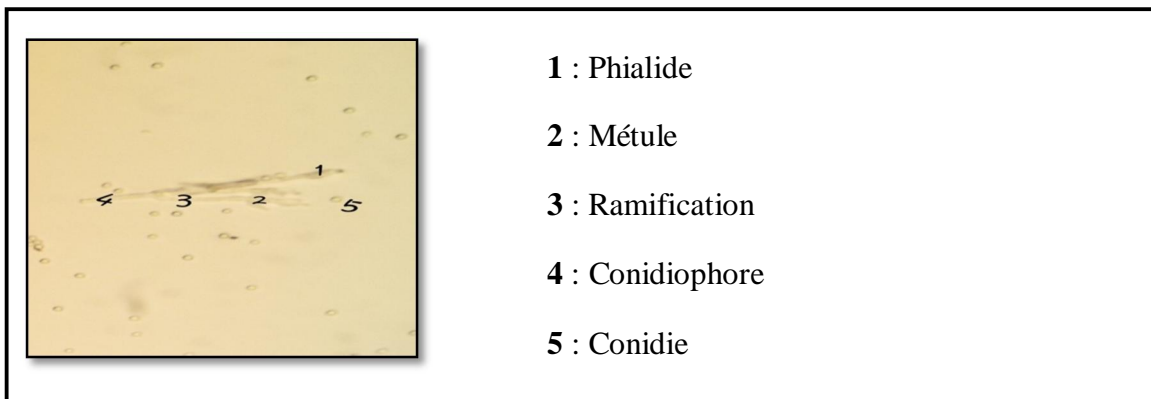 1 : Phialide
2 : Métule
3 : Ramification
4 : Conidiophore
5 : Conidie
1
4 3 2 5